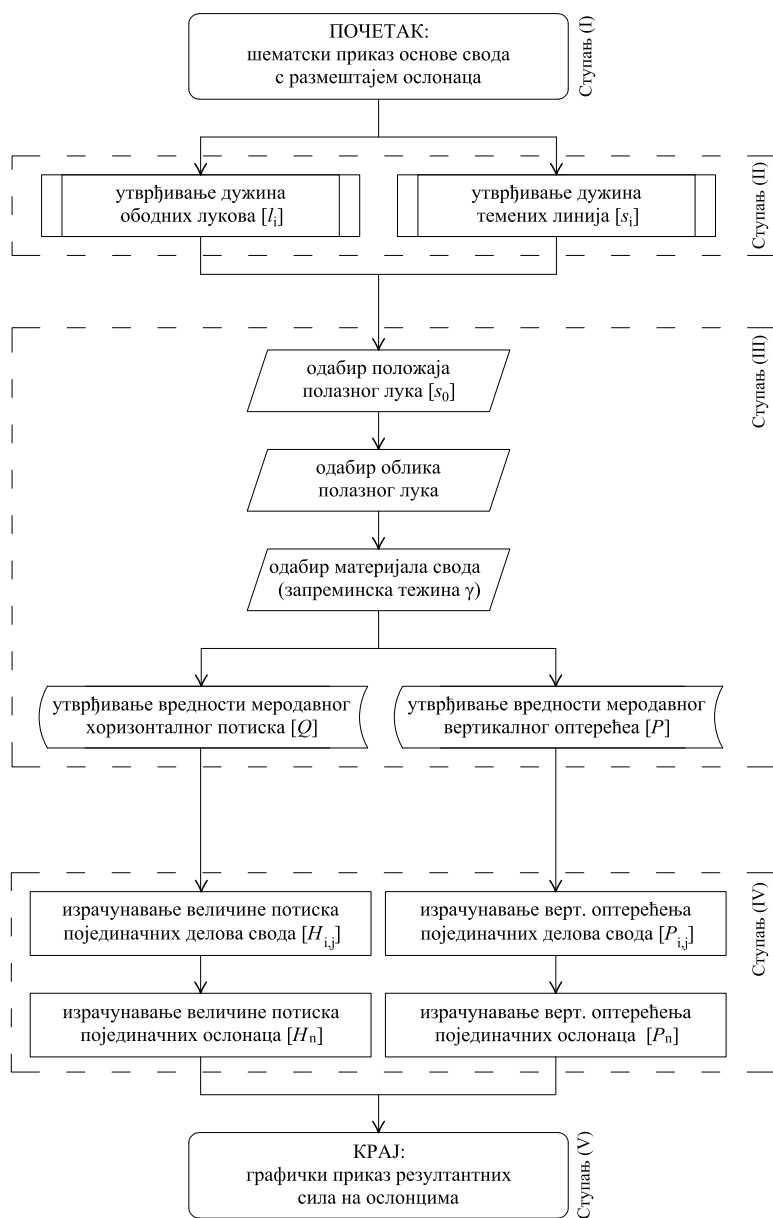 ПОЧЕТАК:
шематски приказ основе свода
с размештајем ослонаца
Ступањ (I)
утврђивање дужина
ободних лукова [lᵢ]
утврђивање дужина
темених линија [sᵢ]
Ступањ (II)
одабир положаја
полазног лука [s₀]
одабир облика
полазног лука
одабир материјала свода
(запреминска тежина γ)
утврђивање вредности меродавног
хоризонталног потиска [Q]
утврђивање вредности меродавног
вертикалног оптерећеа [P]
Ступањ (III)
израчунавање величине потиска
појединачних делова свода [Hi,j]
израчунавање верт. оптерећења
појединачних делова свода [Pi,j]
израчунавање величине потиска
појединачних ослонаца [Hn]
израчунавање верт. оптерећења
појединачних ослонаца [Pn]
Ступањ (IV)
КРАЈ:
графички приказ резултантних
сила на ослонцима
Ступањ (V)